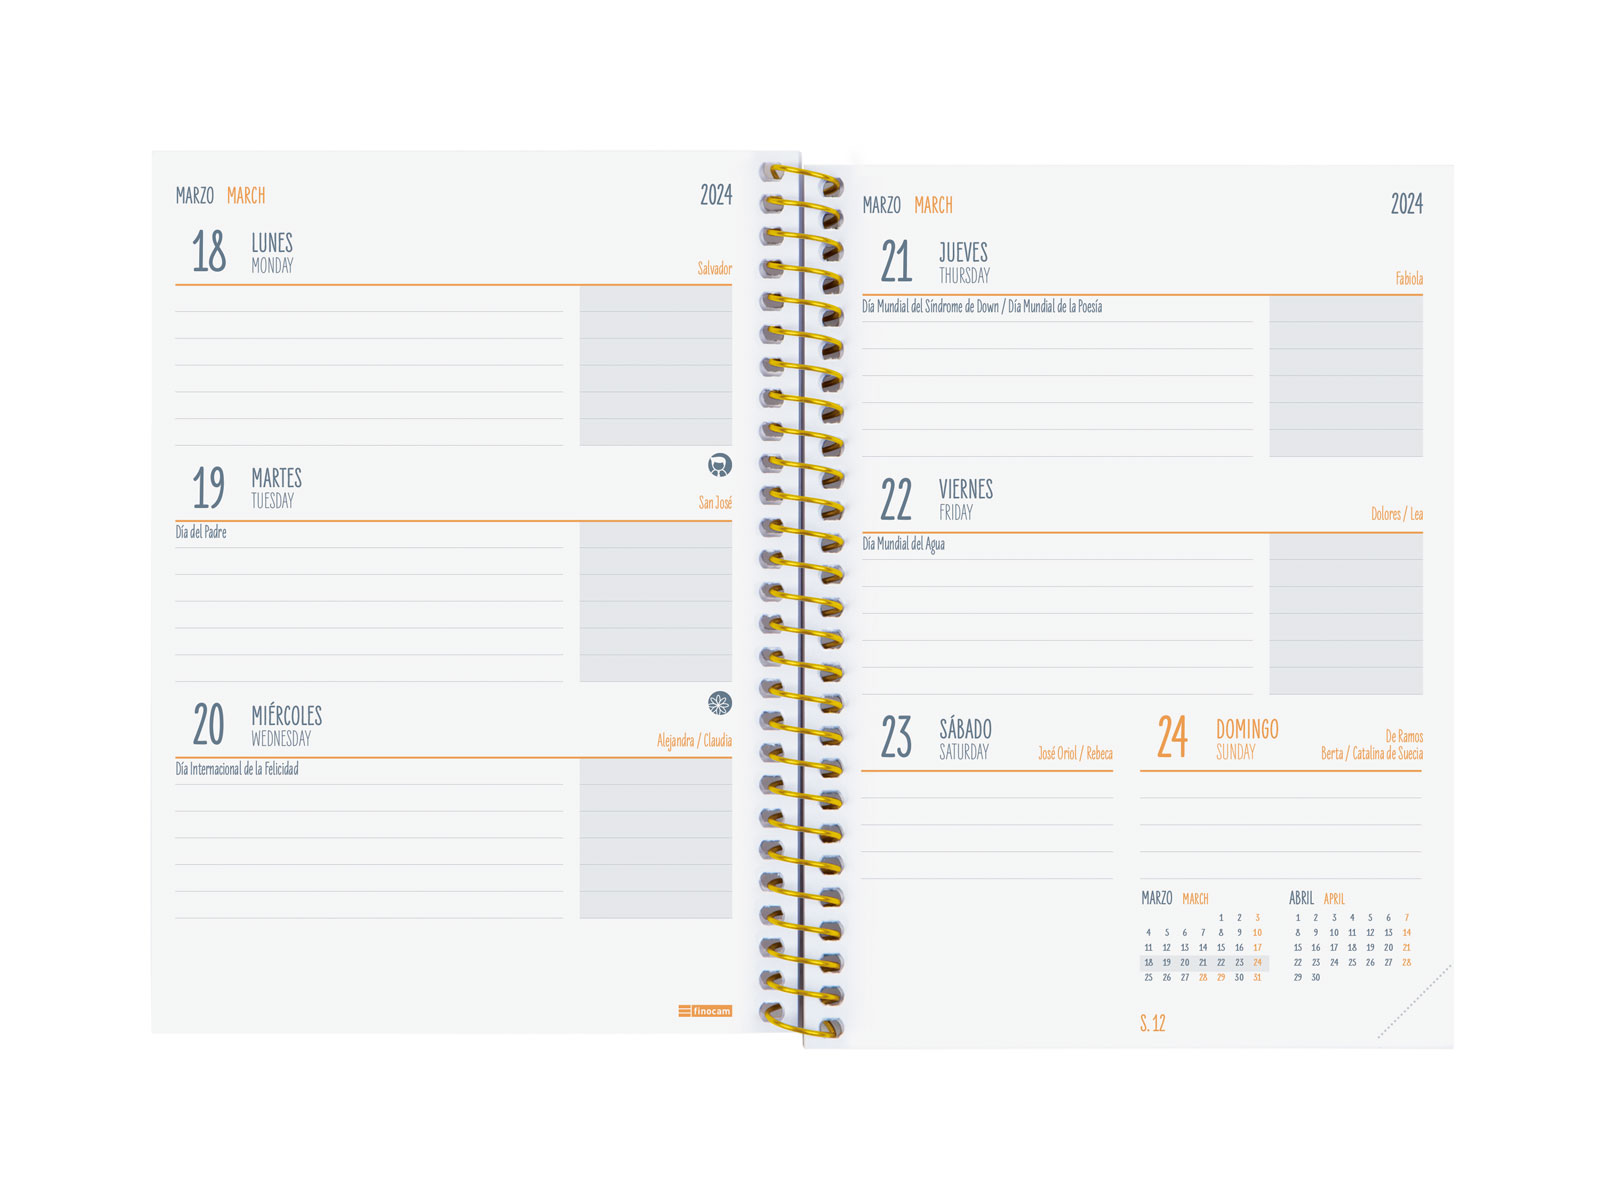 MARZO MARCH 2024
18 LUNES
MONDAY Salvador
19 MARTES
TUESDAY San José
Día del Padre
20 MIÉRCOLES
WEDNESDAY Alejandra / Claudia
Día Internacional de la Felicidad
finocam
MARZO MARCH 2024
21 JUEVES
THURSDAY Fabiola
Día Mundial del Síndrome de Down / Día Mundial de la Poesía
22 VIERNES
FRIDAY Dolores / Lea
Día Mundial del Agua
23 SÁBADO
SATURDAY José Oriol / Rebeca
24 DOMINGO De Ramos
SUNDAY Berta / Catalina de Suecia
MARZO MARCH
1 2 3
4 5 6 7 8 9 10
11 12 13 14 15 16 17
18 19 20 21 22 23 24
25 26 27 28 29 30 31
ABRIL APRIL
1 2 3 4 5 6 7
8 9 10 11 12 13 14
15 16 17 18 19 20 21
22 23 24 25 26 27 28
29 30
S. 12